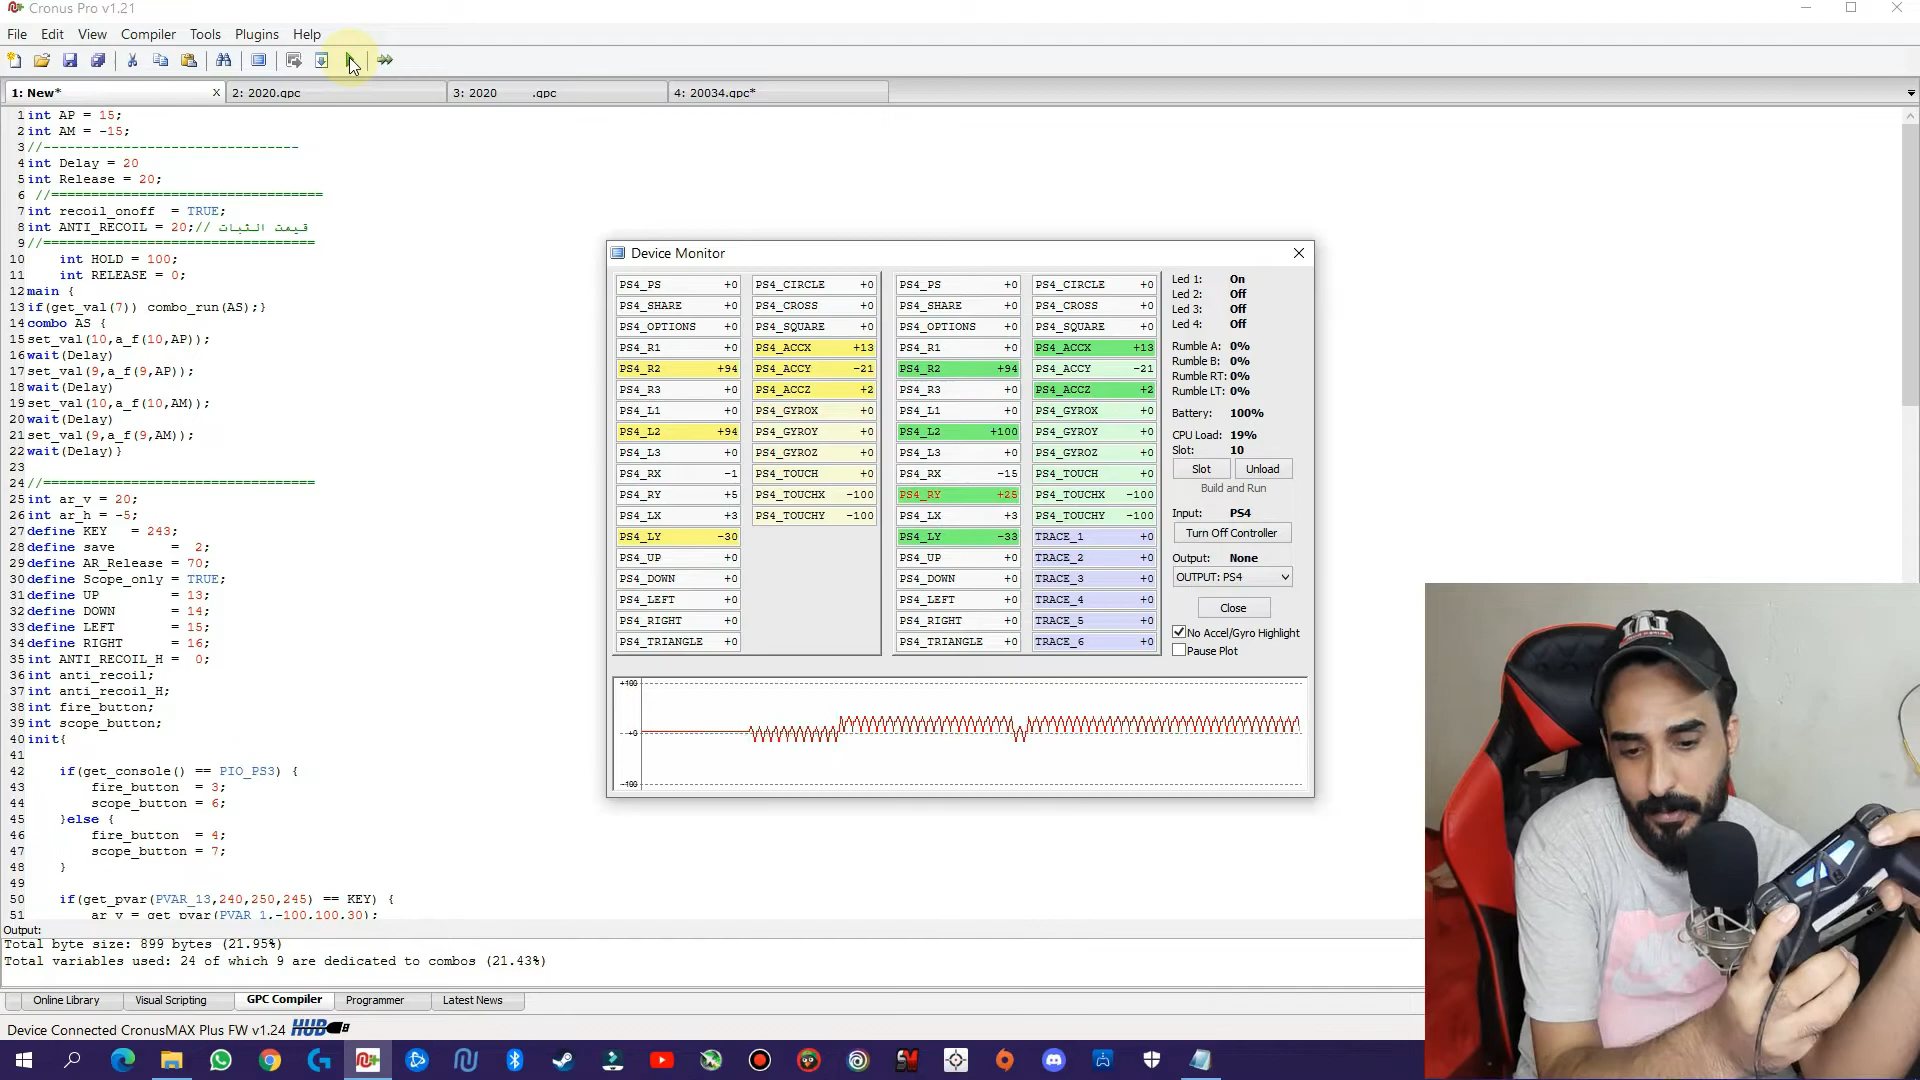 Cronus Pro v1.21
File Edit View Compiler Tools Plugins Help
1: New* x 2: 2020.gpc 3: 2020 .gpc 4: 20034.gpc*
1 int AP = 15;
2 int AM = -15;
3 //--------------------------------
4 int Delay = 20
5 int Release = 20;
6 //==================================
7 int recoil_onoff = TRUE;
8 int ANTI_RECOIL = 20;// قيمت الثبات
9 //==================================
10 int HOLD = 100;
11 int RELEASE = 0;
12 main {
13 if(get_val(7)) combo_run(AS);}
14 combo AS {
15 set_val(10,a_f(10,AP));
16 wait(Delay)
17 set_val(9,a_f(9,AP));
18 wait(Delay)
19 set_val(10,a_f(10,AM));
20 wait(Delay)
21 set_val(9,a_f(9,AM));
22 wait(Delay)}
23
24 //==================================
25 int ar_v = 20;
26 int ar_h = -5;
27 define KEY = 243;
28 define save = 2;
29 define AR_Release = 70;
30 define Scope_only = TRUE;
31 define UP = 13;
32 define DOWN = 14;
33 define LEFT = 15;
34 define RIGHT = 16;
35 int ANTI_RECOIL_H = 0;
36 int anti_recoil;
37 int anti_recoil_H;
38 int fire_button;
39 int scope_button;
40 init{
41
42 if(get_console() == PIO_PS3) {
43 fire_button = 3;
44 scope_button = 6;
45 }else {
46 fire_button = 4;
47 scope_button = 7;
48 }
49
50 if(get_pvar(PVAR_13,240,250,245) == KEY) {
51 ar_v = get_pvar(PVAR_1,-100,100,30);
Device Monitor
PS4_PS +0 PS4_CIRCLE +0 PS4_PS +0 PS4_CIRCLE +0
PS4_SHARE +0 PS4_CROSS +0 PS4_SHARE +0 PS4_CROSS +0
PS4_OPTIONS +0 PS4_SQUARE +0 PS4_OPTIONS +0 PS4_SQUARE +0
PS4_R1 +0 PS4_ACCX +13 PS4_R1 +0 PS4_ACCX +13
PS4_R2 +94 PS4_ACCY -21 PS4_R2 +94 PS4_ACCY -21
PS4_R3 +0 PS4_ACCZ +2 PS4_R3 +0 PS4_ACCZ +2
PS4_L1 +0 PS4_GYROX +0 PS4_L1 +0 PS4_GYROX +0
PS4_L2 +94 PS4_GYROY +0 PS4_L2 +100 PS4_GYROY +0
PS4_L3 +0 PS4_GYROZ +0 PS4_L3 +0 PS4_GYROZ +0
PS4_RX -1 PS4_TOUCH +0 PS4_RX -15 PS4_TOUCH +0
PS4_RY +5 PS4_TOUCHX -100 PS4_RY +25 PS4_TOUCHX -100
PS4_LX +3 PS4_TOUCHY -100 PS4_LX +3 PS4_TOUCHY -100
PS4_LY -30 PS4_LY -33 TRACE_1 +0
PS4_UP +0 PS4_UP +0 TRACE_2 +0
PS4_DOWN +0 PS4_DOWN +0 TRACE_3 +0
PS4_LEFT +0 PS4_LEFT +0 TRACE_4 +0
PS4_RIGHT +0 PS4_RIGHT +0 TRACE_5 +0
PS4_TRIANGLE +0 PS4_TRIANGLE +0 TRACE_6 +0
Led 1: On
Led 2: Off
Led 3: Off
Led 4: Off
Rumble A: 0%
Rumble B: 0%
Rumble RT: 0%
Rumble LT: 0%
Battery: 100%
CPU Load: 19%
Slot: 10
Slot Unload
Build and Run
Input: PS4
Turn Off Controller
Output: None
OUTPUT: PS4
Close
No Accel/Gyro Highlight
Pause Plot
+100
+0
-100
Output:
Total byte size: 899 bytes (21.95%)
Total variables used: 24 of which 9 are dedicated to combos (21.43%)
Online Library Visual Scripting GPC Compiler Programmer Latest News
Device Connected CronusMAX Plus FW v1.24 HUB